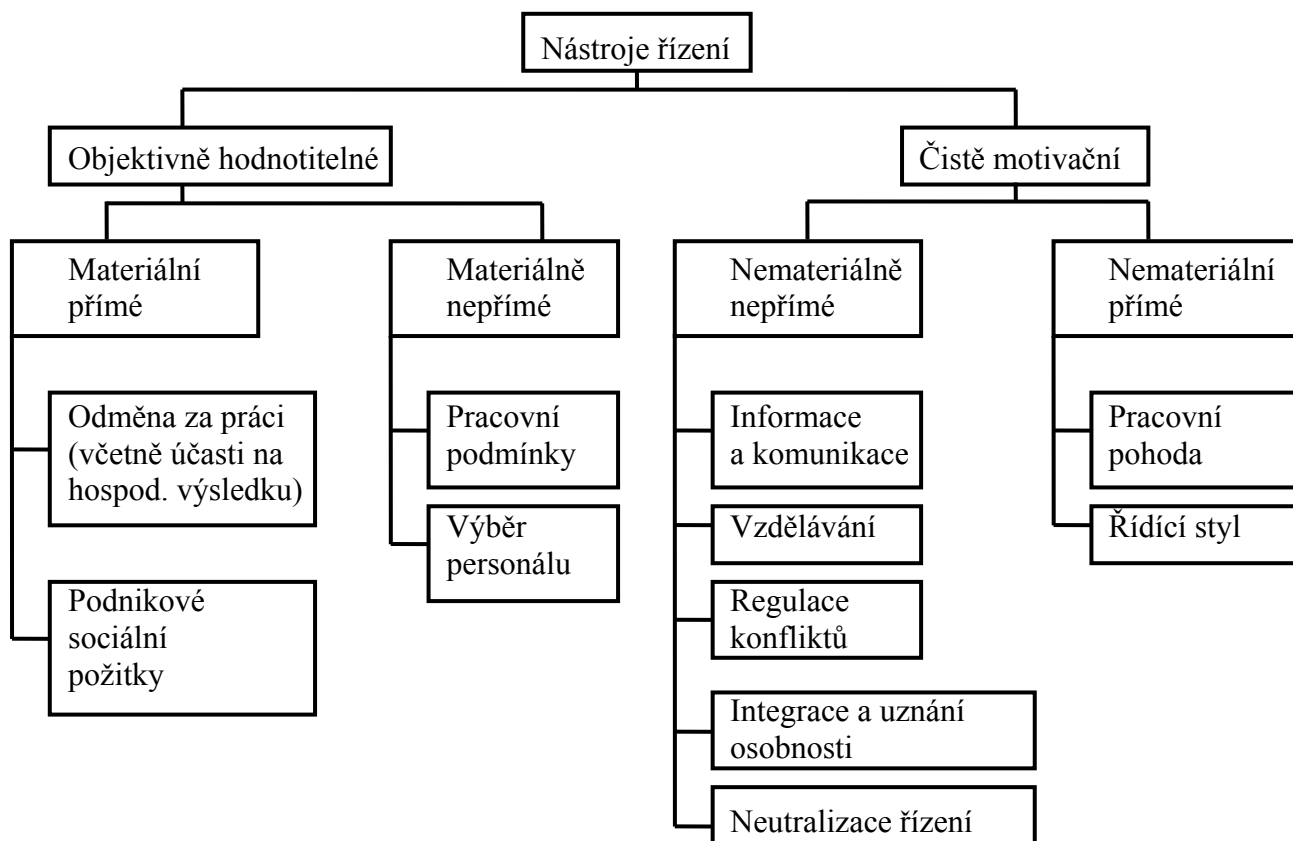 Nástroje řízení
Objektivně hodnotitelné
Čistě motivační
Materiální
přímé
Materiálně
nepřímé
Nemateriálně
nepřímé
Nemateriální
přímé
Odměna za práci
(včetně účasti na
hospod. výsledku)
Podnikové
sociální
požitky
Pracovní
podmínky
Výběr
personálu
Informace
a komunikace
Vzdělávání
Regulace
konfliktů
Integrace a uznání
osobnosti
Neutralizace řízení
Pracovní
pohoda
Řídící styl